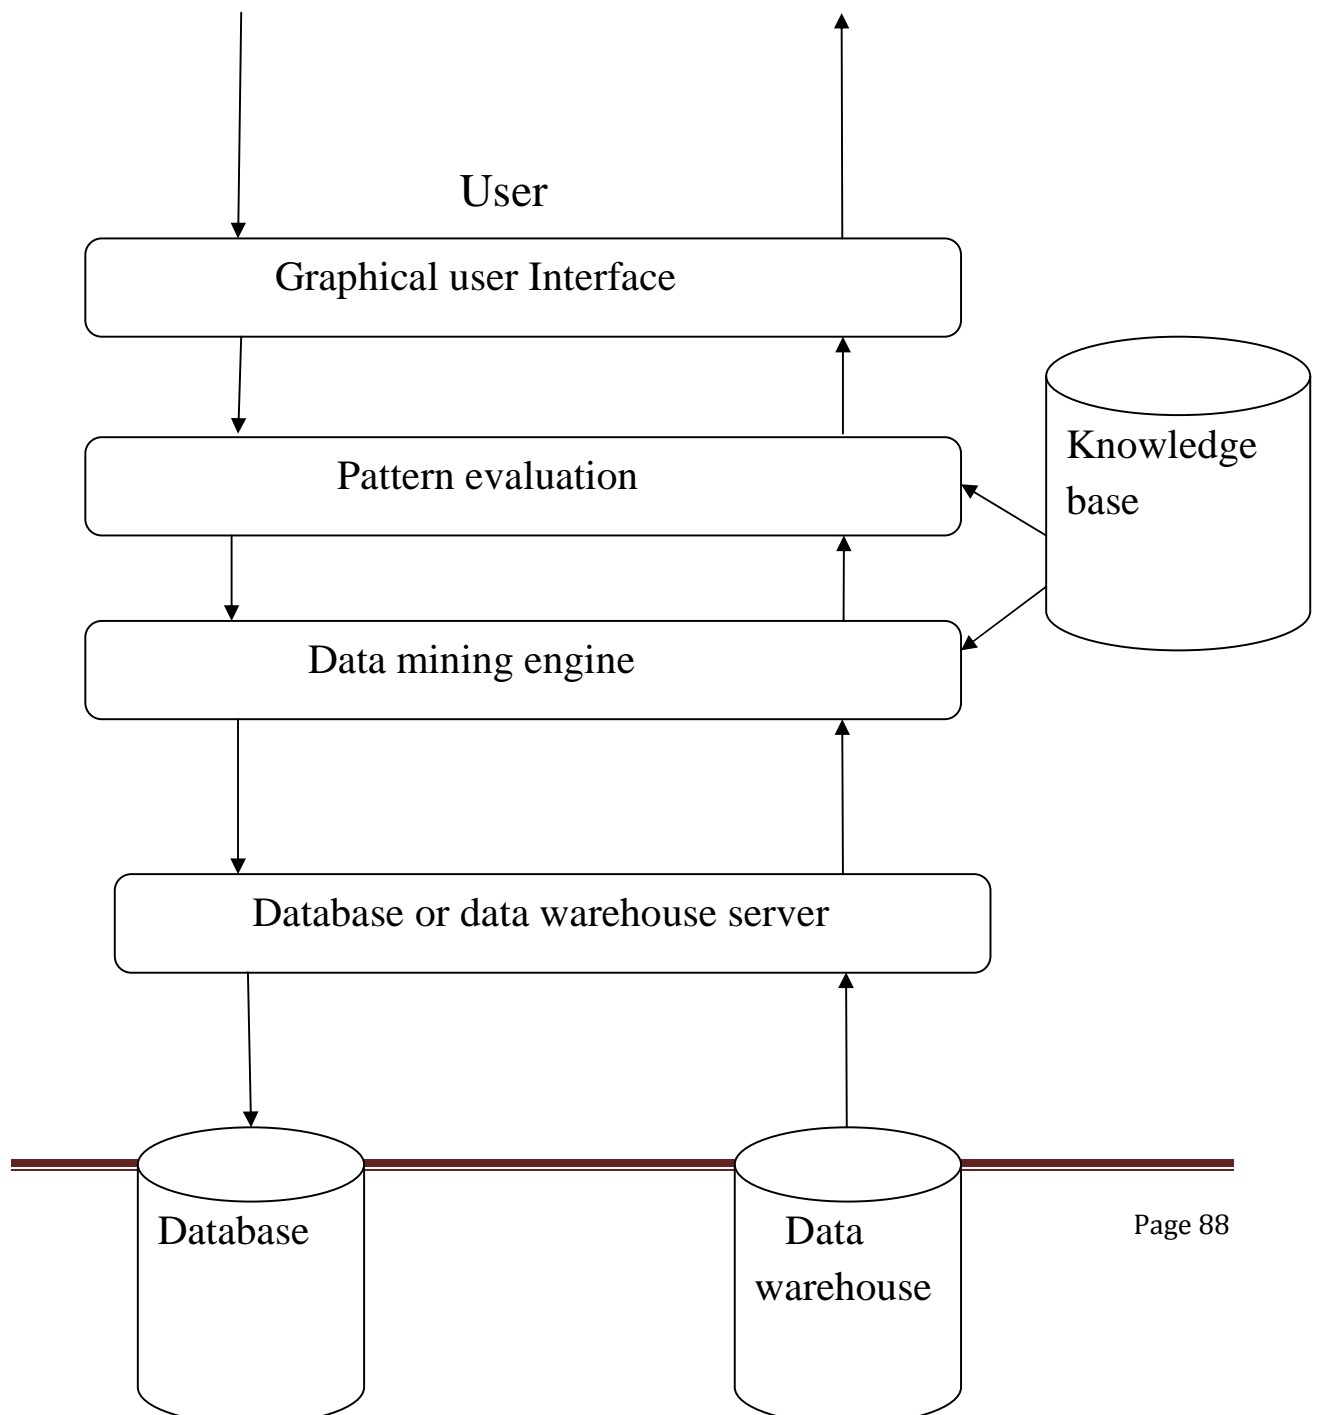 User
Graphical user Interface
Pattern evaluation
Knowledge
base
Data mining engine
Database or data warehouse server
Database
Data
warehouse
Page 88